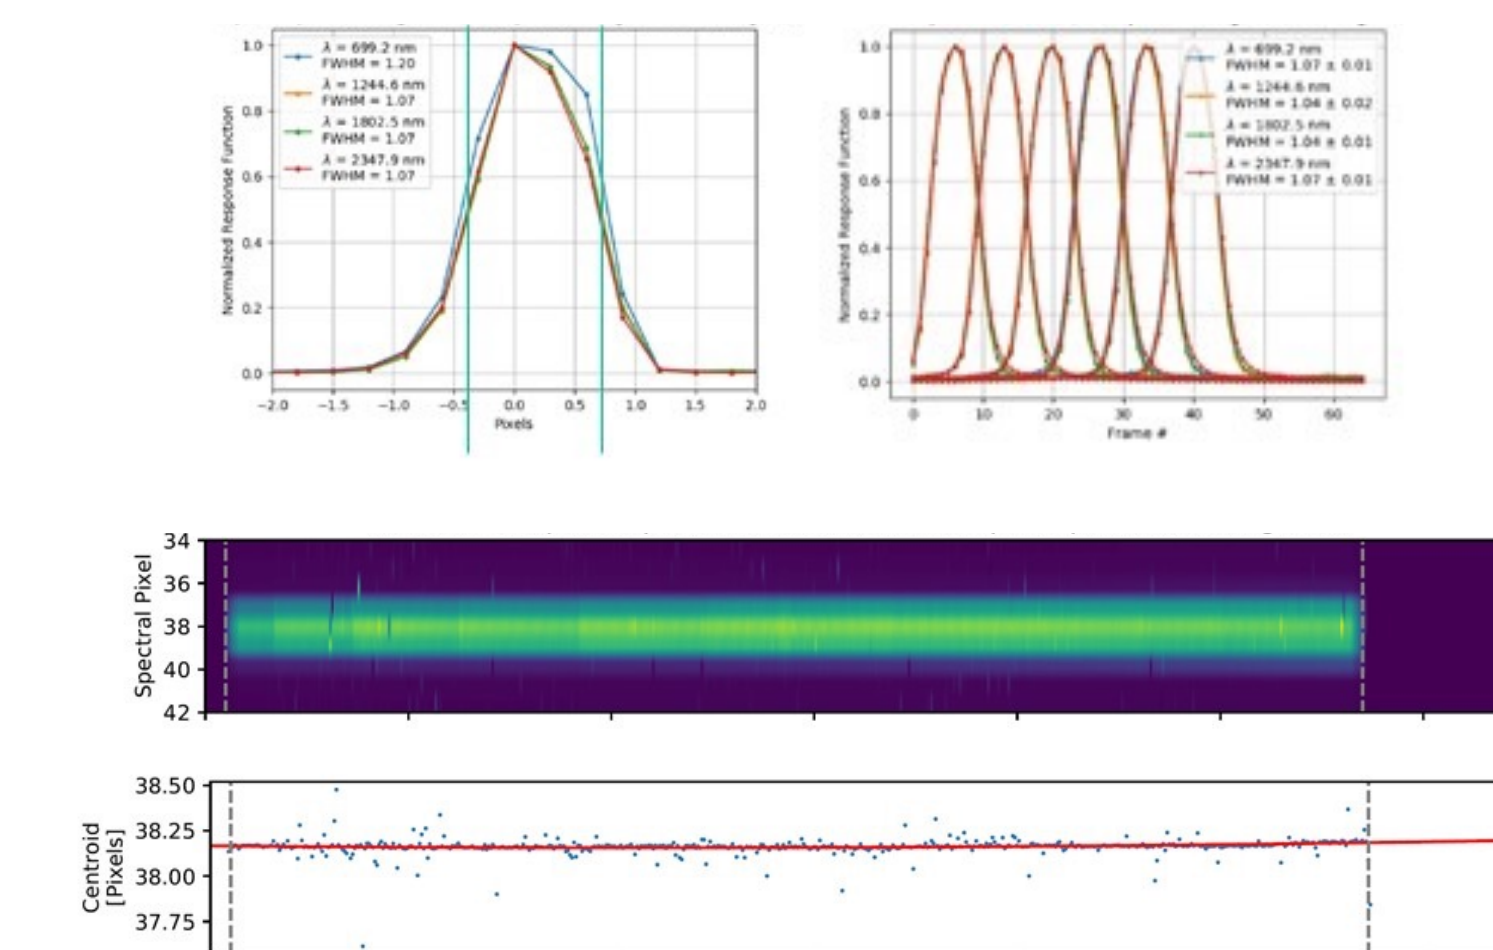 1.0
0.8
0.6
0.4
0.2
0.0
Normalized Response Function
λ = 699.2 nm
FWHM = 1.20
λ = 1244.6 nm
FWHM = 1.07
λ = 1802.5 nm
FWHM = 1.07
λ = 2347.9 nm
FWHM = 1.07
−2.0 −1.5 −1.0 −0.5 0.0 0.5 1.0 1.5 2.0
Pixels
1.0
0.8
0.6
0.4
0.2
0.0
Normalized Response Function
λ = 699.2 nm
FWHM = 1.07 ± 0.01
λ = 1244.6 nm
FWHM = 1.04 ± 0.02
λ = 1802.5 nm
FWHM = 1.04 ± 0.01
λ = 2347.9 nm
FWHM = 1.07 ± 0.01
0 10 20 30 40 50 60
Frame #
Spectral Pixel
34
36
38
40
42
Centroid
[Pixels]
38.50
38.25
38.00
37.75